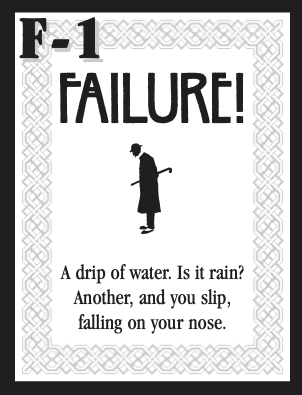 F-1
FAILURE!
A drip of water. Is it rain?
Another, and you slip,
falling on your nose.